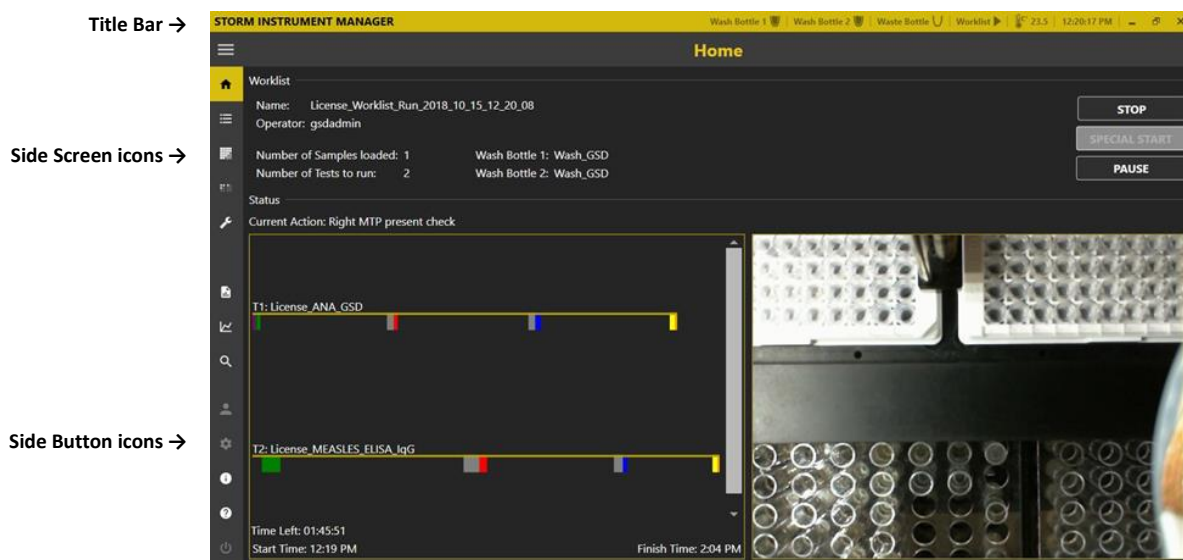 Title Bar →
STORM INSTRUMENT MANAGER Wash Bottle 1 | Wash Bottle 2 | Waste Bottle | Worklist | 23.5 | 12:20:17 PM
Home
Worklist
Name: License_Worklist_Run_2018_10_15_12_20_08
STOP
Operator: gsdadmin
SPECIAL START
Side Screen icons →
Number of Samples loaded: 1 Wash Bottle 1: Wash_GSD
Number of Tests to run: 2 Wash Bottle 2: Wash_GSD
PAUSE
Status
Current Action: Right MTP present check
T1: License_ANA_GSD
Side Button icons →
T2: License_MEASLES_ELISA_IgG
Time Left: 01:45:51
Start Time: 12:19 PM Finish Time: 2:04 PM